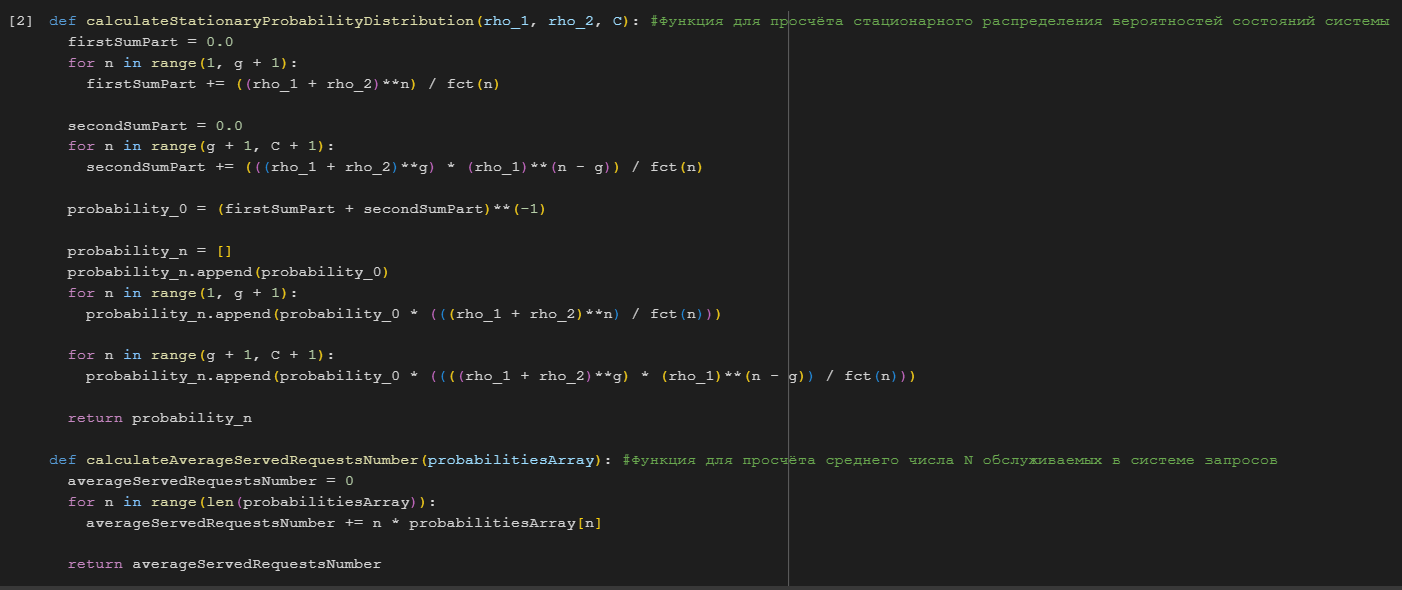 [2] def calculateStationaryProbabilityDistribution(rho_1, rho_2, C): #Функция для просчёта стационарного распределения вероятностей состояний системы
firstSumPart = 0.0
for n in range(1, g + 1):
firstSumPart += ((rho_1 + rho_2)**n) / fct(n)
secondSumPart = 0.0
for n in range(g + 1, C + 1):
secondSumPart += (((rho_1 + rho_2)**g) * (rho_1)**(n - g)) / fct(n)
probability_0 = (firstSumPart + secondSumPart)**(-1)
probability_n = []
probability_n.append(probability_0)
for n in range(1, g + 1):
probability_n.append(probability_0 * (((rho_1 + rho_2)**n) / fct(n)))
for n in range(g + 1, C + 1):
probability_n.append(probability_0 * ((((rho_1 + rho_2)**g) * (rho_1)**(n - g)) / fct(n)))
return probability_n
def calculateAverageServedRequestsNumber(probabilitiesArray): #Функция для просчёта среднего числа N обслуживаемых в системе запросов
averageServedRequestsNumber = 0
for n in range(len(probabilitiesArray)):
averageServedRequestsNumber += n * probabilitiesArray[n]
return averageServedRequestsNumber